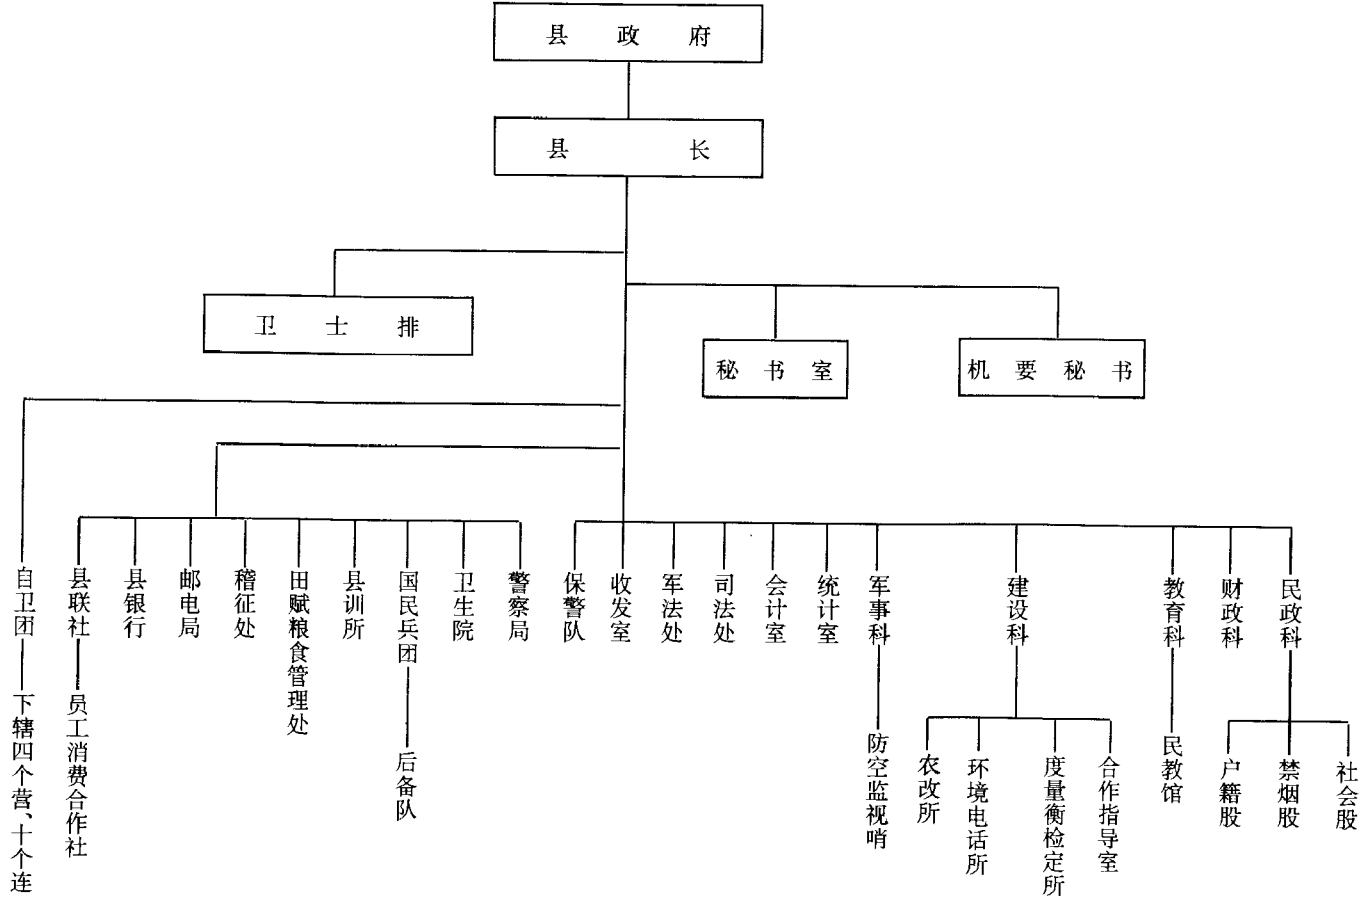 县政府
县长
卫士排
秘书室
机要秘书
自卫团
县联社
县银行
邮电局
稽征处
田赋粮食管理处
县训所
国民兵团
卫生院
警察局
保警队
收发室
军法处
司法处
会计室
统计室
军事科
建设科
教育科
财政科
民政科
下辖四个营、十个连
员工消费合作社
后备队
防空监视哨
农改所
环境电话所
度量衡检定所
合作指导室
民教馆
户籍股
禁烟股
社会股